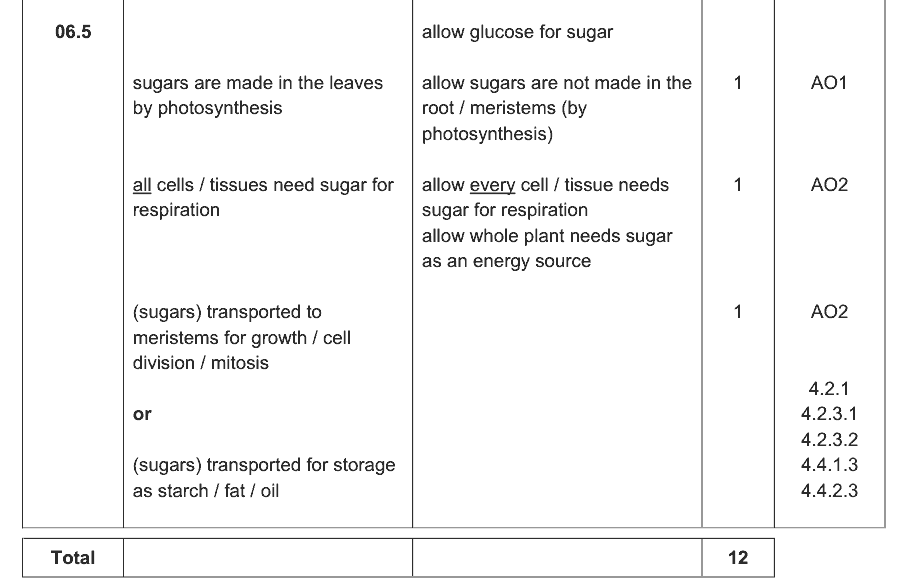 06.5
allow glucose for sugar
sugars are made in the leaves
by photosynthesis
allow sugars are not made in the
root / meristems (by
photosynthesis)
1
AO1
all cells / tissues need sugar for
respiration
allow every cell / tissue needs
sugar for respiration
allow whole plant needs sugar
as an energy source
1
AO2
(sugars) transported to
meristems for growth / cell
division / mitosis
1
AO2
or
(sugars) transported for storage
as starch / fat / oil
4.2.1
4.2.3.1
4.2.3.2
4.4.1.3
4.4.2.3
Total
12